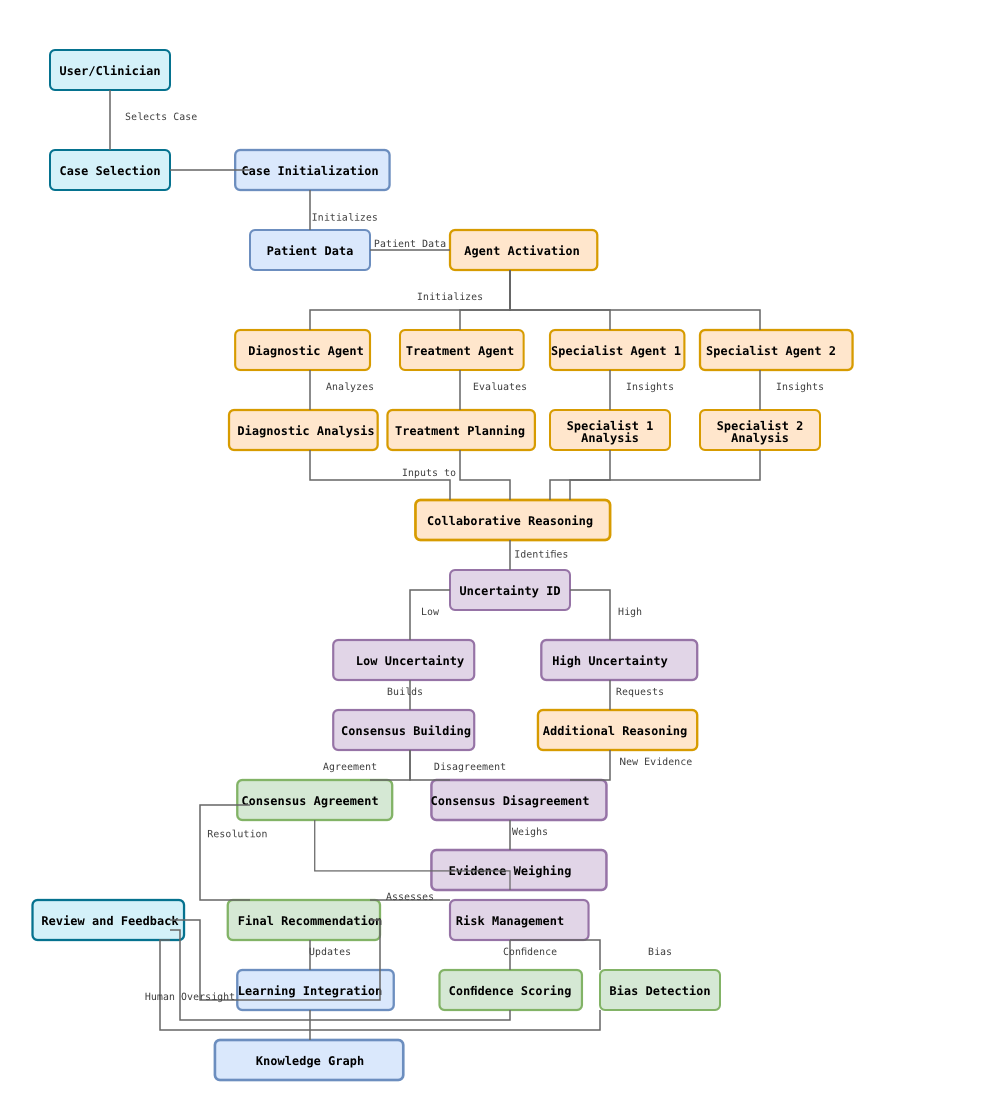 User/Clinician
Selects Case
Case Selection
Case Initialization
Initializes
Patient Data
Patient Data
Agent Activation
Initializes
Diagnostic Agent
Treatment Agent
Specialist Agent 1
Specialist Agent 2
Analyzes
Evaluates
Insights
Insights
Diagnostic Analysis
Treatment Planning
Specialist 1
Analysis
Specialist 2
Analysis
Inputs to
Collaborative Reasoning
Identifies
Uncertainty ID
Low
High
Low Uncertainty
High Uncertainty
Builds
Requests
Consensus Building
Additional Reasoning
Agreement
Disagreement
New Evidence
Consensus Agreement
Consensus Disagreement
Resolution
Weighs
Evidence Weighing
Assesses
Review and Feedback
Final Recommendation
Risk Management
Updates
Confidence
Bias
Human Oversight
Learning Integration
Confidence Scoring
Bias Detection
Knowledge Graph